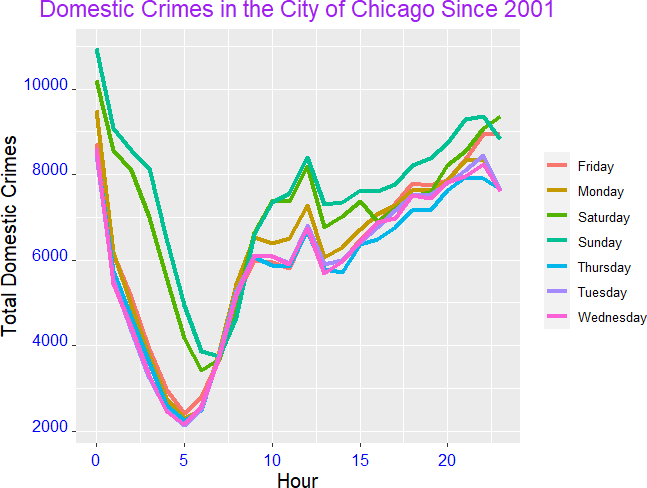 Domestic Crimes in the City of Chicago Since 2001
Total Domestic Crimes
10000
8000
6000
4000
2000
0
5
10
15
20
Hour
Friday
Monday
Saturday
Sunday
Thursday
Tuesday
Wednesday